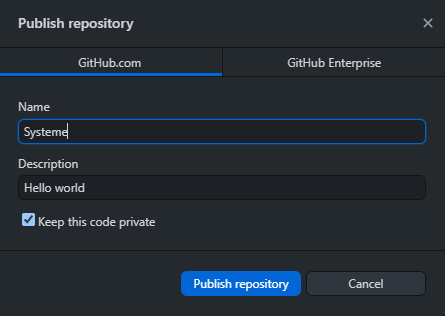 Publish repository
GitHub.com
GitHub Enterprise
Name
Systeme
Description
Hello world
Keep this code private
Publish repository
Cancel